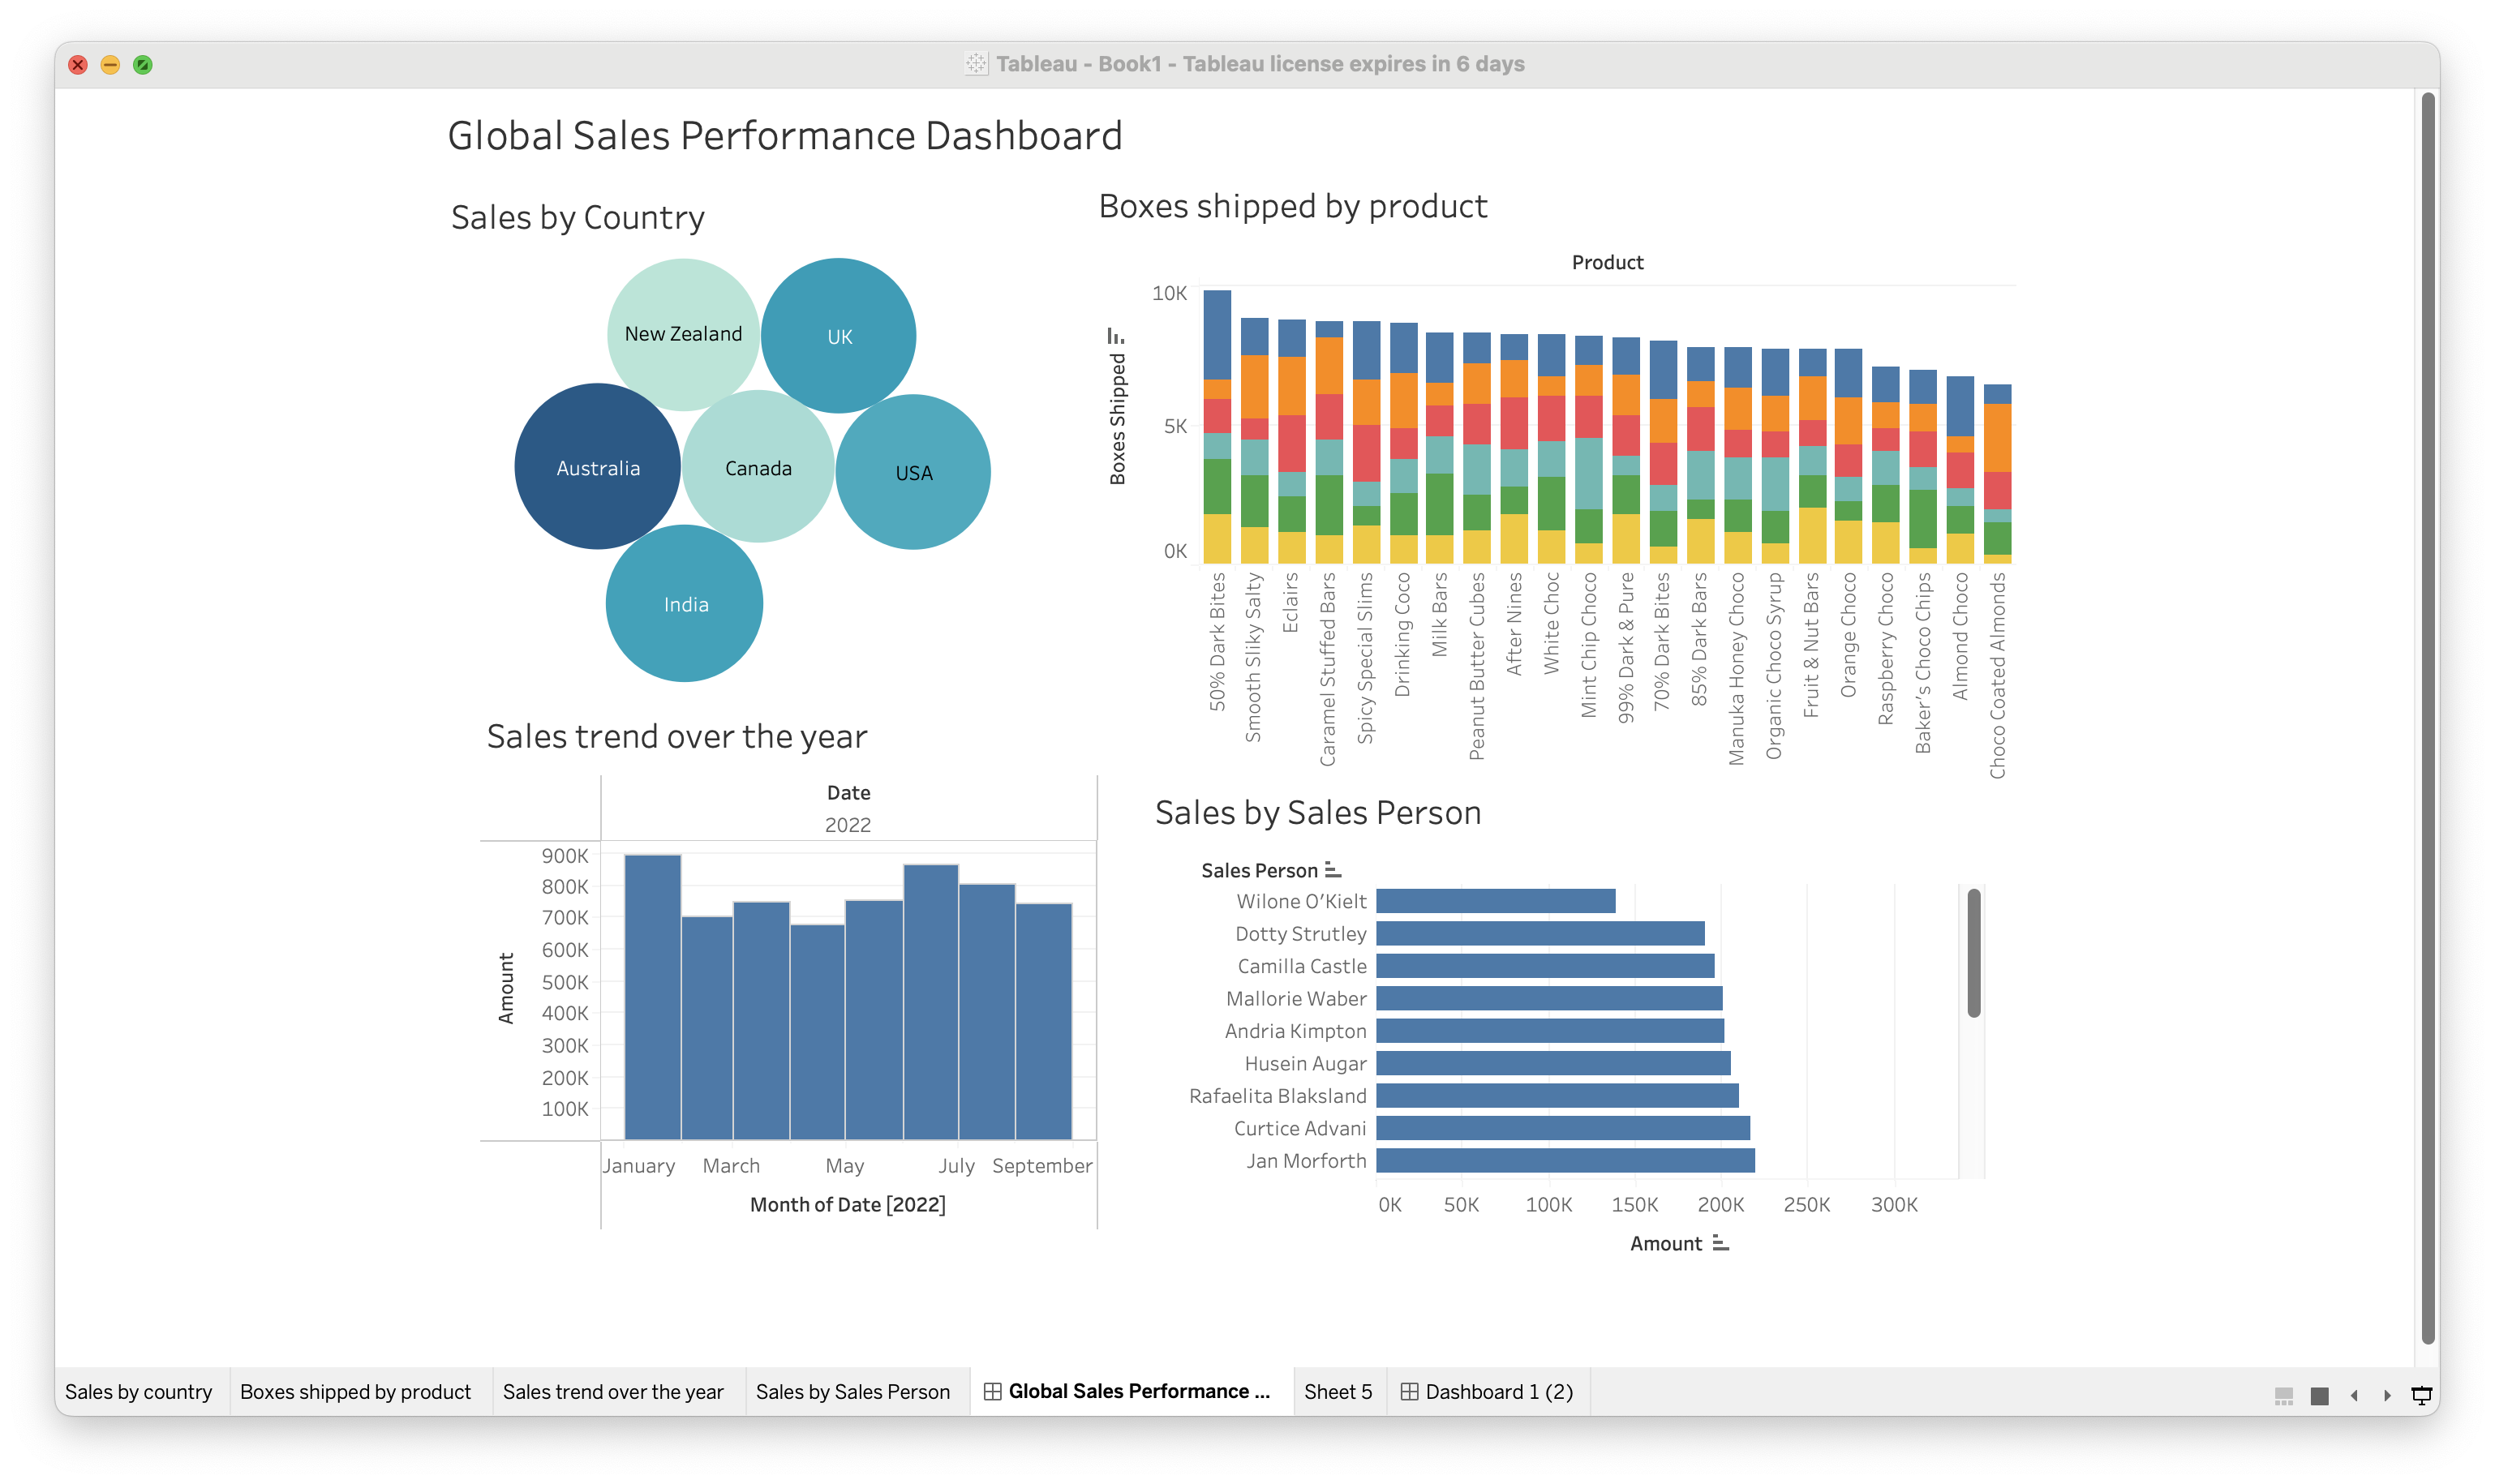 Tableau - Book1 - Tableau license expires in 6 days
Global Sales Performance Dashboard
Sales by Country
New Zealand
UK
Australia
Canada
USA
India
Boxes shipped by product
Product
Boxes Shipped
10K
5K
0K
50% Dark Bites
Smooth Sliky Salty
Eclairs
Caramel Stuffed Bars
Spicy Special Slims
Drinking Coco
Milk Bars
Peanut Butter Cubes
After Nines
White Choc
Mint Chip Choco
99% Dark & Pure
70% Dark Bites
85% Dark Bars
Manuka Honey Choco
Organic Choco Syrup
Fruit & Nut Bars
Orange Choco
Raspberry Choco
Baker's Choco Chips
Almond Choco
Choco Coated Almonds
Sales trend over the year
Date
2022
Amount
900K
800K
700K
600K
500K
400K
300K
200K
100K
January March May July September
Month of Date [2022]
Sales by Sales Person
Sales Person
Wilone O'Kielt
Dotty Strutley
Camilla Castle
Mallorie Waber
Andria Kimpton
Husein Augar
Rafaelita Blaksland
Curtice Advani
Jan Morforth
0K 50K 100K 150K 200K 250K 300K
Amount
Sales by country Boxes shipped by product Sales trend over the year Sales by Sales Person Global Sales Performance ... Sheet 5 Dashboard 1 (2)